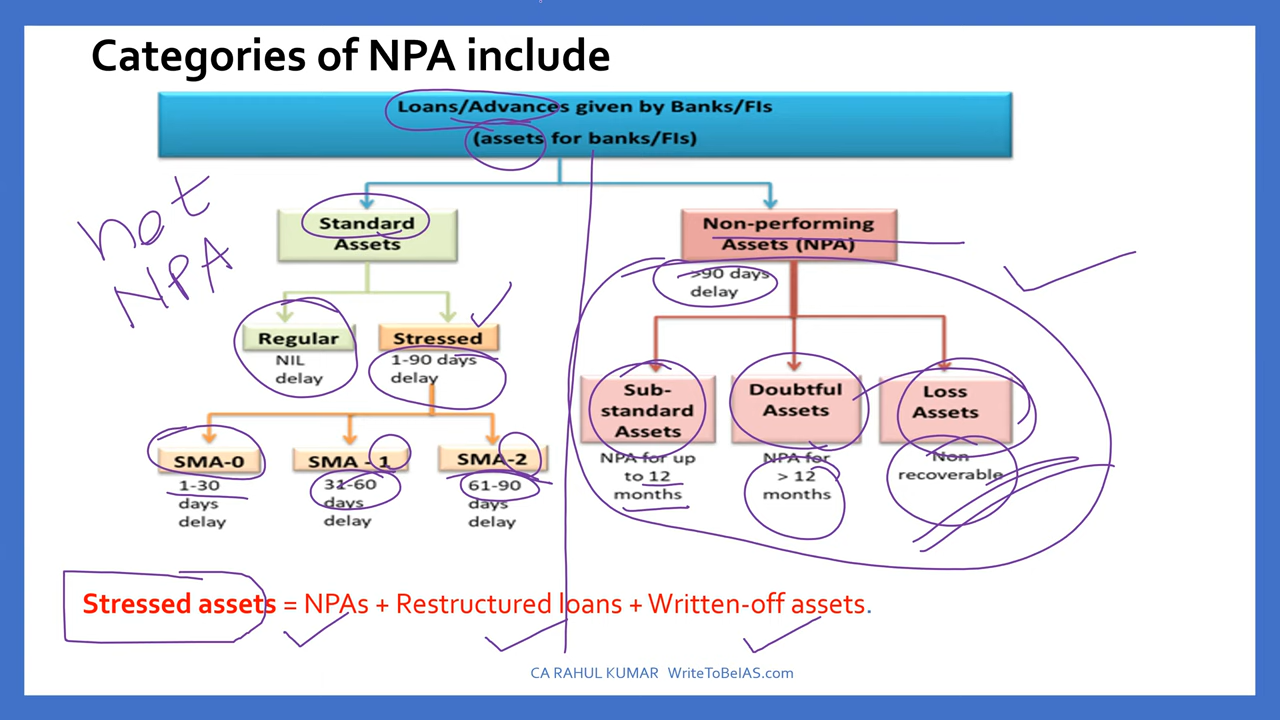 Categories of NPA include
Loans/Advances given by Banks/FIs
(assets for banks/FIs)
not
NPA
Standard
Assets
Non-performing
Assets (NPA)
>90 days
delay
Regular
NIL
delay
Stressed
1-90 days
delay
SMA-0
1-30
days
delay
SMA - 1
31-60
days
delay
SMA-2
61-90
days
delay
Sub-
standard
Assets
NPA for up
to 12
months
Doubtful
Assets
NPA for
> 12
months
Loss
Assets
Non
recoverable
Stressed assets = NPAs + Restructured loans + Written-off assets.
CA RAHUL KUMAR WriteToBeIAS.com